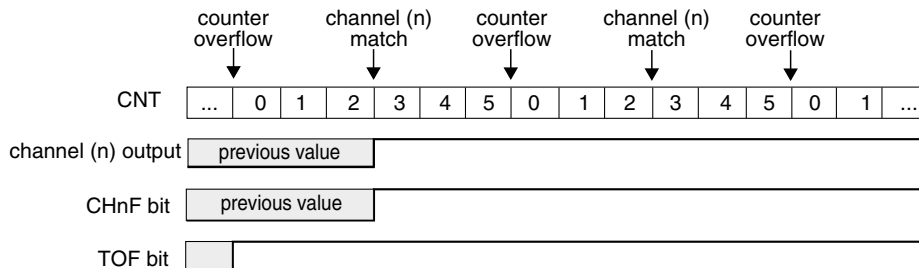 counter overflow
channel (n) match
counter overflow
channel (n) match
counter overflow
CNT ... 0 1 2 3 4 5 0 1 2 3 4 5 0 1 ...
channel (n) output previous value
CHnF bit previous value
TOF bit